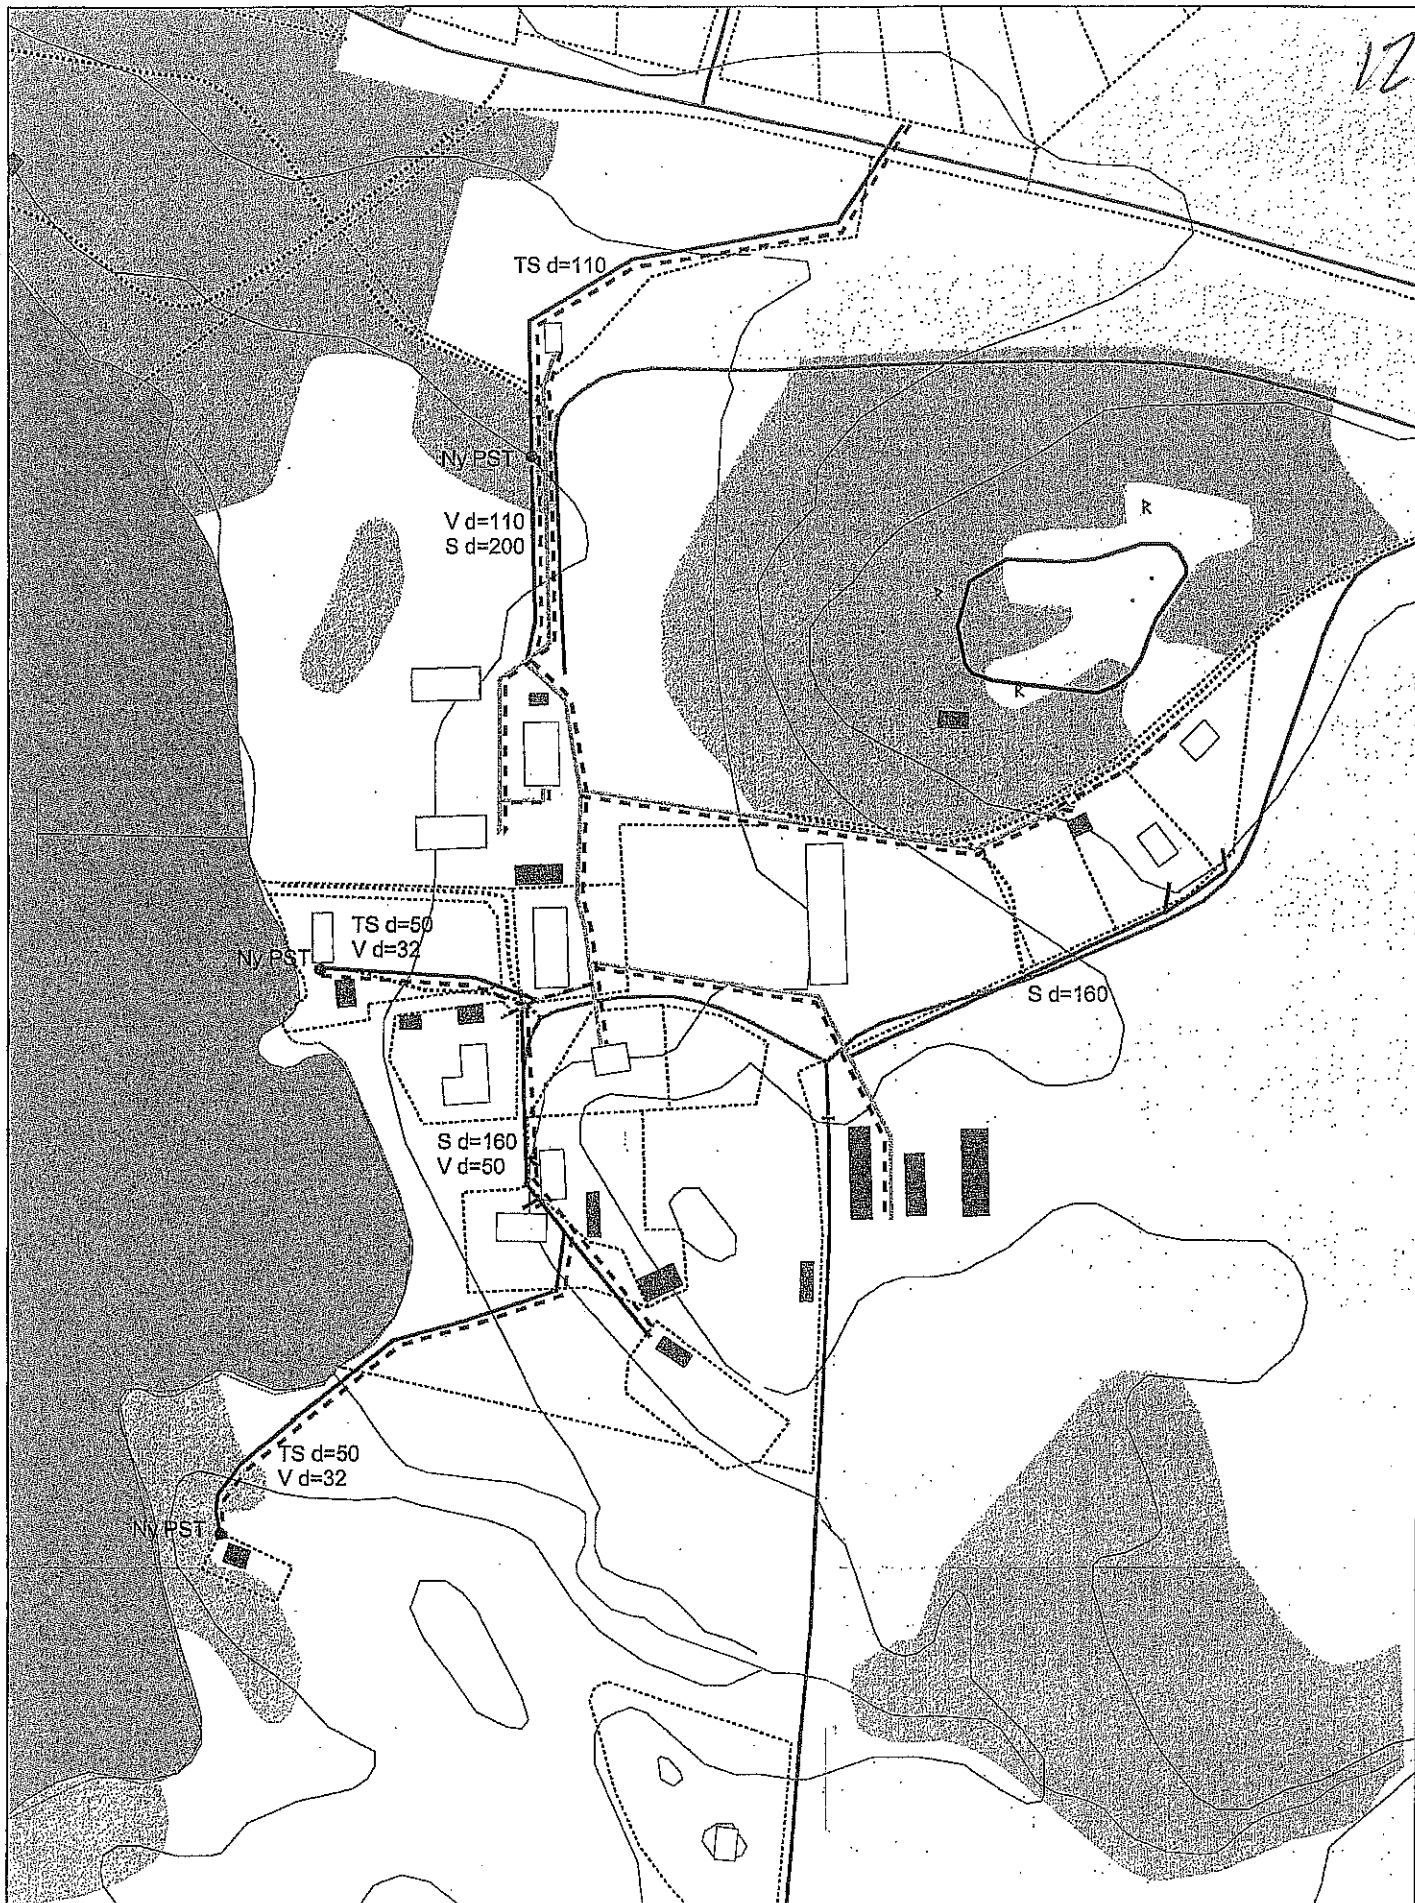 12
TS d=110
Ny PST
V d=110
S d=200
R
R
R
TS d=50
V d=32
Ny PST
S d=160
S d=160
V d=50
TS d=50
V d=32
Ny PST